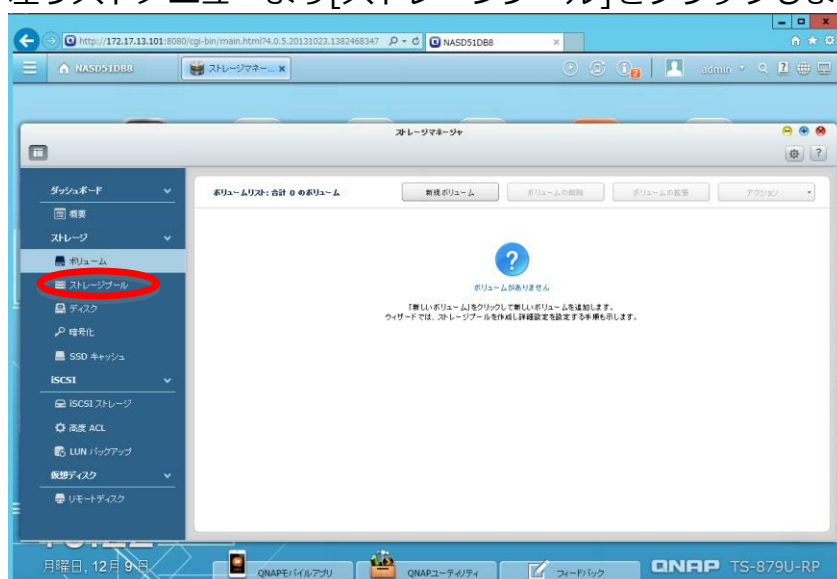 左ウストノニューより[ストレージプール]をクリックしよ
http://172.17.13.101:8080/cgi-bin/main.html?4.0.5.20131023.1382468347
NASD51DB8
NASD51DB8
ストレージマネー...
admin
ストレージマネージャ
ダッシュボード
概要
ストレージ
ボリューム
ストレージプール
ディスク
暗号化
SSD キャッシュ
iSCSI
iSCSI ストレージ
高度 ACL
LUN バックアップ
仮想ディスク
リモートディスク
ボリュームリスト: 合計 0 のボリューム
新規ボリューム
ボリュームの削除
ボリュームの拡張
アクション
ボリュームがありません
「新しいボリューム」をクリックして新しいボリュームを追加します。
ウィザードでは、ストレージプールを作成し詳細設定を設定する手順も示します。
月曜日, 12月 9 日
QNAPモバイルアプリ
QNAPユーティリティ
フィードバック
QNAP TS-879U-RP